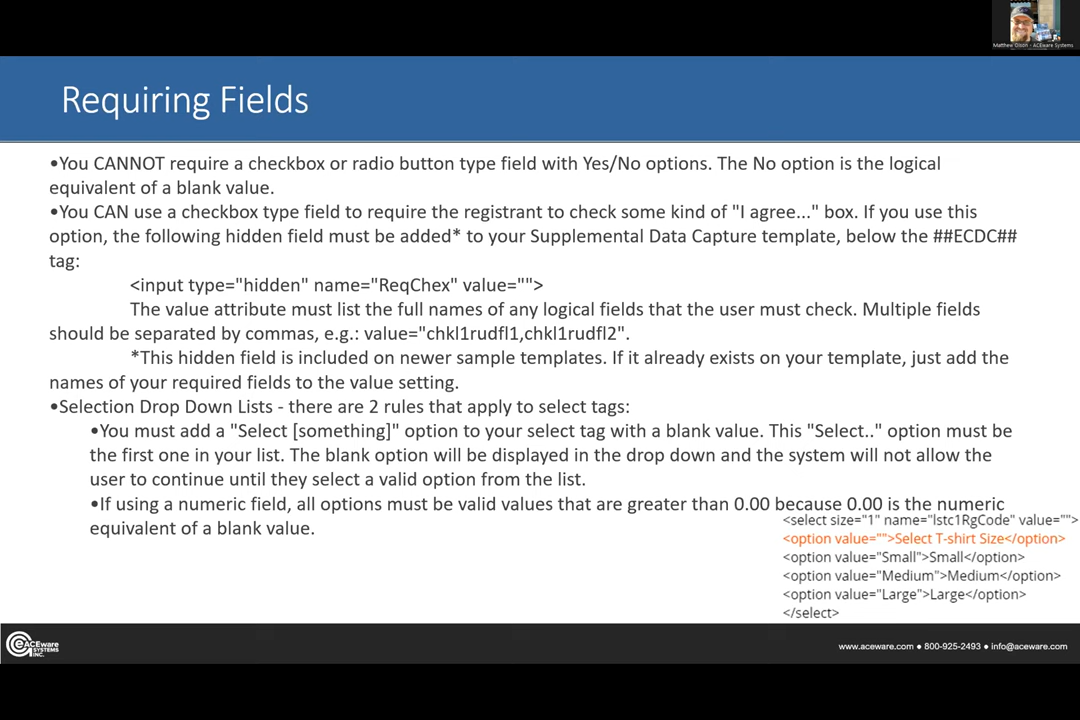 Matthew Olson - ACEware Systems
Requiring Fields
•You CANNOT require a checkbox or radio button type field with Yes/No options. The No option is the logical
equivalent of a blank value.
•You CAN use a checkbox type field to require the registrant to check some kind of "I agree..." box. If you use this
option, the following hidden field must be added* to your Supplemental Data Capture template, below the ##ECDC##
tag:
<input type="hidden" name="ReqChex" value="">
The value attribute must list the full names of any logical fields that the user must check. Multiple fields
should be separated by commas, e.g.: value="chkl1rudfl1,chkl1rudfl2".
*This hidden field is included on newer sample templates. If it already exists on your template, just add the
names of your required fields to the value setting.
•Selection Drop Down Lists - there are 2 rules that apply to select tags:
•You must add a "Select [something]" option to your select tag with a blank value. This "Select.." option must be
the first one in your list. The blank option will be displayed in the drop down and the system will not allow the
user to continue until they select a valid option from the list.
•If using a numeric field, all options must be valid values that are greater than 0.00 because 0.00 is the numeric
equivalent of a blank value.
<select size="1" name="lstc1RgCode" value="">
<option value="">Select T-shirt Size</option>
<option value="Small">Small</option>
<option value="Medium">Medium</option>
<option value="Large">Large</option>
</select>
ACEware
SYSTEMS
INC.
www.aceware.com ● 800-925-2493 ● info@aceware.com